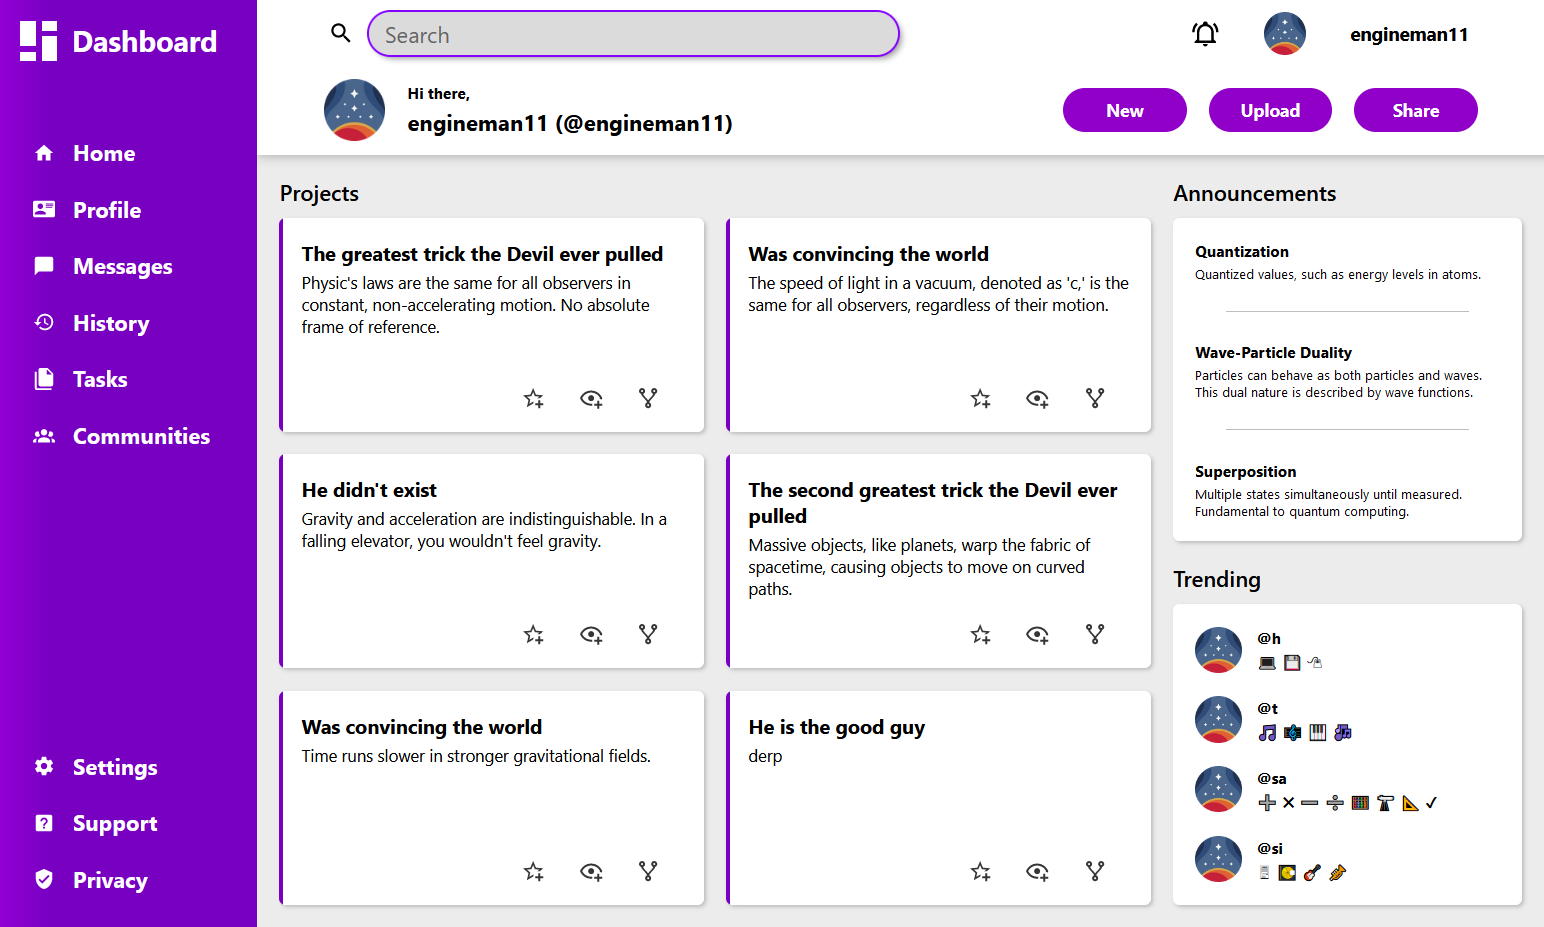 Dashboard
Home
Profile
Messages
History
Tasks
Communities
Settings
Support
Privacy
Search
engineman11
Hi there,
engineman11 (@engineman11)
New
Upload
Share
Projects
The greatest trick the Devil ever pulled
Physic's laws are the same for all observers in
constant, non-accelerating motion. No absolute
frame of reference.
Was convincing the world
The speed of light in a vacuum, denoted as 'c,' is the
same for all observers, regardless of their motion.
He didn't exist
Gravity and acceleration are indistinguishable. In a
falling elevator, you wouldn't feel gravity.
The second greatest trick the Devil ever
pulled
Massive objects, like planets, warp the fabric of
spacetime, causing objects to move on curved
paths.
Was convincing the world
Time runs slower in stronger gravitational fields.
He is the good guy
derp
Announcements
Quantization
Quantized values, such as energy levels in atoms.
Wave-Particle Duality
Particles can behave as both particles and waves.
This dual nature is described by wave functions.
Superposition
Multiple states simultaneously until measured.
Fundamental to quantum computing.
Trending
@h
@t
@sa
@si